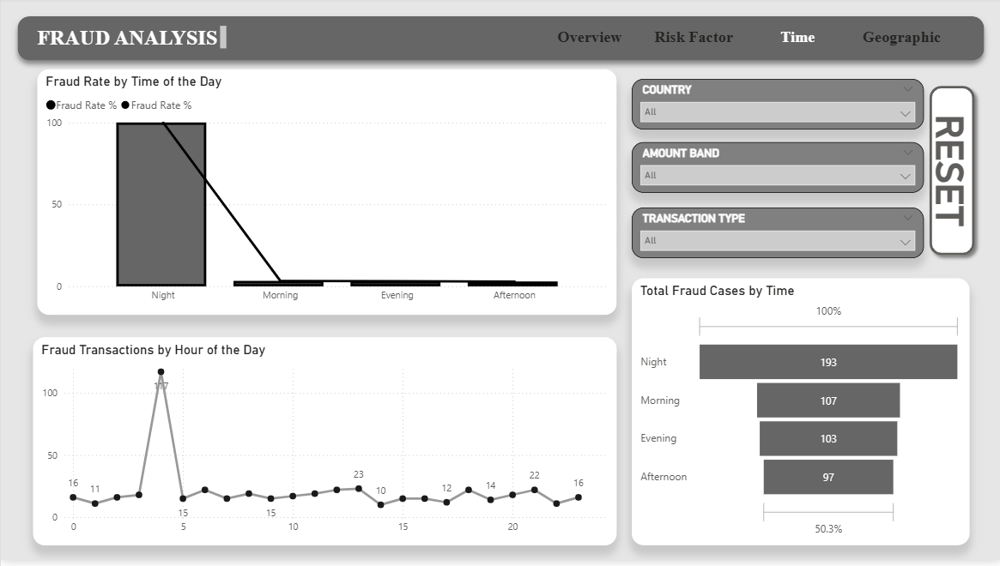 FRAUD ANALYSIS
Overview
Risk Factor
Time
Geographic
Fraud Rate by Time of the Day
Fraud Rate % Fraud Rate %
100
50
0
Night
Morning
Evening
Afternoon
COUNTRY
All
AMOUNT BAND
All
TRANSACTION TYPE
All
RESET
Fraud Transactions by Hour of the Day
100
50
0
16
11
117
15
15
23
10
12
14
22
16
0
5
10
15
20
Total Fraud Cases by Time
100%
Night
193
Morning
107
Evening
103
Afternoon
97
50.3%